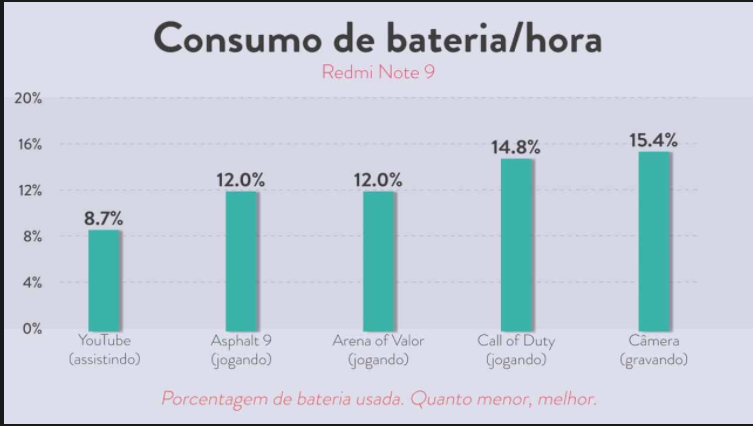 Consumo de bateria/hora
Redmi Note 9
20%
16%
12%
8%
4%
0%
8.7%
12.0%
12.0%
14.8%
15.4%
YouTube
(assistindo)
Asphalt 9
(jogando)
Arena of Valor
(jogando)
Call of Duty
(jogando)
Câmera
(gravando)
Porcentagem de bateria usada. Quanto menor, melhor.